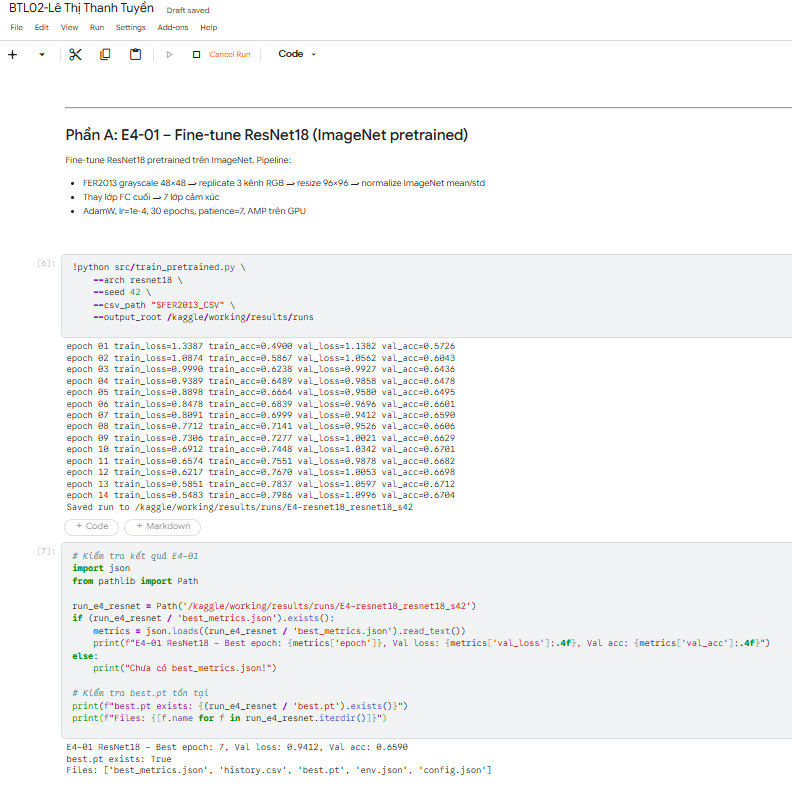 BTL02-Lê Thị Thanh Tuyền Draft saved
File Edit View Run Settings Add-ons Help
+ Cancel Run Code
Phần A: E4-01 – Fine-tune ResNet18 (ImageNet pretrained)
Fine-tune ResNet18 pretrained trên ImageNet. Pipeline:
• FER2013 grayscale 48×48 → replicate 3 kênh RGB → resize 96×96 → normalize ImageNet mean/std
• Thay lớp FC cuối → 7 lớp cảm xúc
• AdamW, lr=1e-4, 30 epochs, patience=7, AMP trên GPU
[6]:
!python src/train_pretrained.py \
--arch resnet18 \
--seed 42 \
--csv_path "$FER2013_CSV" \
--output_root /kaggle/working/results/runs
epoch 01 train_loss=1.3387 train_acc=0.4900 val_loss=1.1382 val_acc=0.5726
epoch 02 train_loss=1.0874 train_acc=0.5867 val_loss=1.0562 val_acc=0.6043
epoch 03 train_loss=0.9990 train_acc=0.6238 val_loss=0.9927 val_acc=0.6436
epoch 04 train_loss=0.9389 train_acc=0.6489 val_loss=0.9858 val_acc=0.6478
epoch 05 train_loss=0.8898 train_acc=0.6664 val_loss=0.9580 val_acc=0.6495
epoch 06 train_loss=0.8478 train_acc=0.6839 val_loss=0.9696 val_acc=0.6601
epoch 07 train_loss=0.8091 train_acc=0.6999 val_loss=0.9412 val_acc=0.6590
epoch 08 train_loss=0.7712 train_acc=0.7141 val_loss=0.9526 val_acc=0.6606
epoch 09 train_loss=0.7306 train_acc=0.7277 val_loss=1.0021 val_acc=0.6629
epoch 10 train_loss=0.6912 train_acc=0.7448 val_loss=1.0342 val_acc=0.6701
epoch 11 train_loss=0.6574 train_acc=0.7551 val_loss=0.9878 val_acc=0.6682
epoch 12 train_loss=0.6217 train_acc=0.7670 val_loss=1.0053 val_acc=0.6698
epoch 13 train_loss=0.5851 train_acc=0.7837 val_loss=1.0597 val_acc=0.6712
epoch 14 train_loss=0.5483 train_acc=0.7986 val_loss=1.0996 val_acc=0.6704
Saved run to /kaggle/working/results/runs/E4-resnet18_resnet18_s42
+ Code + Markdown
[7]:
# Kiểm tra kết quả E4-01
import json
from pathlib import Path
run_e4_resnet = Path('/kaggle/working/results/runs/E4-resnet18_resnet18_s42')
if (run_e4_resnet / 'best_metrics.json').exists():
metrics = json.loads((run_e4_resnet / 'best_metrics.json').read_text())
print(f"E4-01 ResNet18 – Best epoch: {metrics['epoch']}, Val loss: {metrics['val_loss']:.4f}, Val acc: {metrics['val_acc']:.4f}")
else:
print("Chưa có best_metrics.json!")
# Kiểm tra best.pt tồn tại
print(f"best.pt exists: {(run_e4_resnet / 'best.pt').exists()}")
print(f"Files: {[f.name for f in run_e4_resnet.iterdir()]}")
E4-01 ResNet18 – Best epoch: 7, Val loss: 0.9412, Val acc: 0.6590
best.pt exists: True
Files: ['best_metrics.json', 'history.csv', 'best.pt', 'env.json', 'config.json']